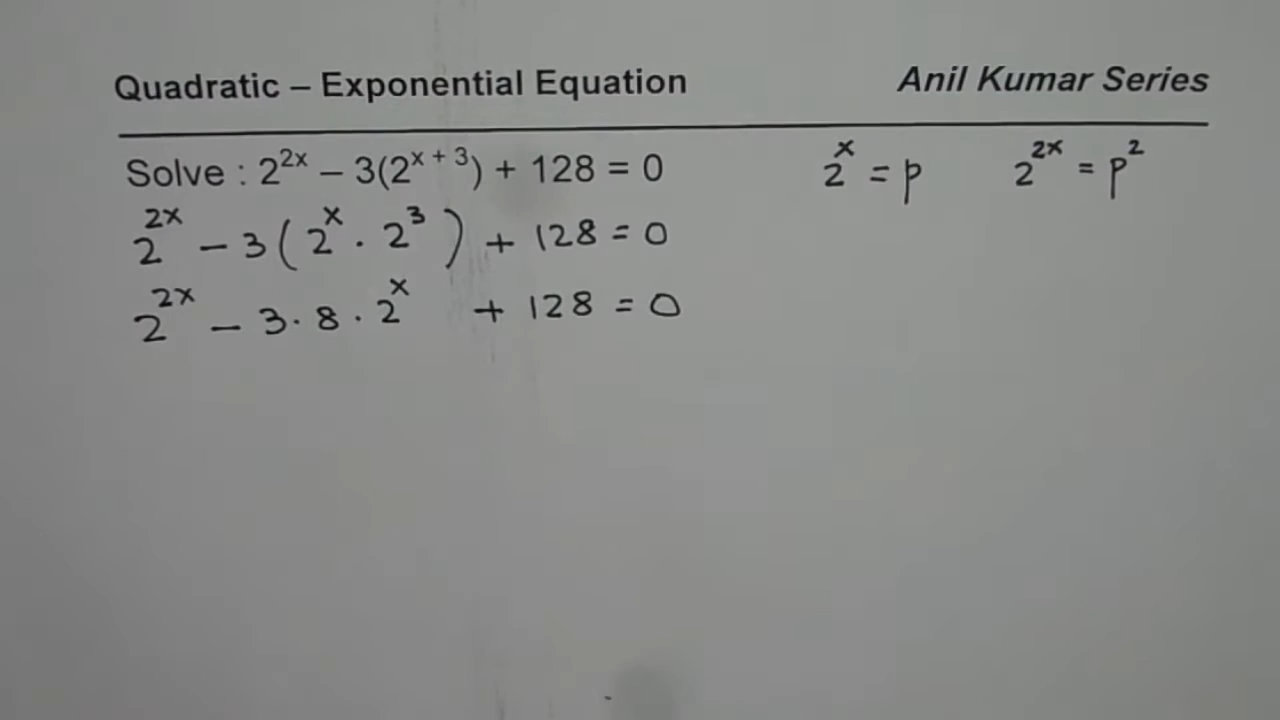 Quadratic – Exponential Equation Anil Kumar Series
Solve : 2^{2x} – 3(2^{x + 3}) + 128 = 0 2^x = p 2^{2x} = p^2
2^{2x} – 3 (2^x · 2^3) + 128 = 0
2^{2x} – 3 · 8 · 2^x + 128 = 0